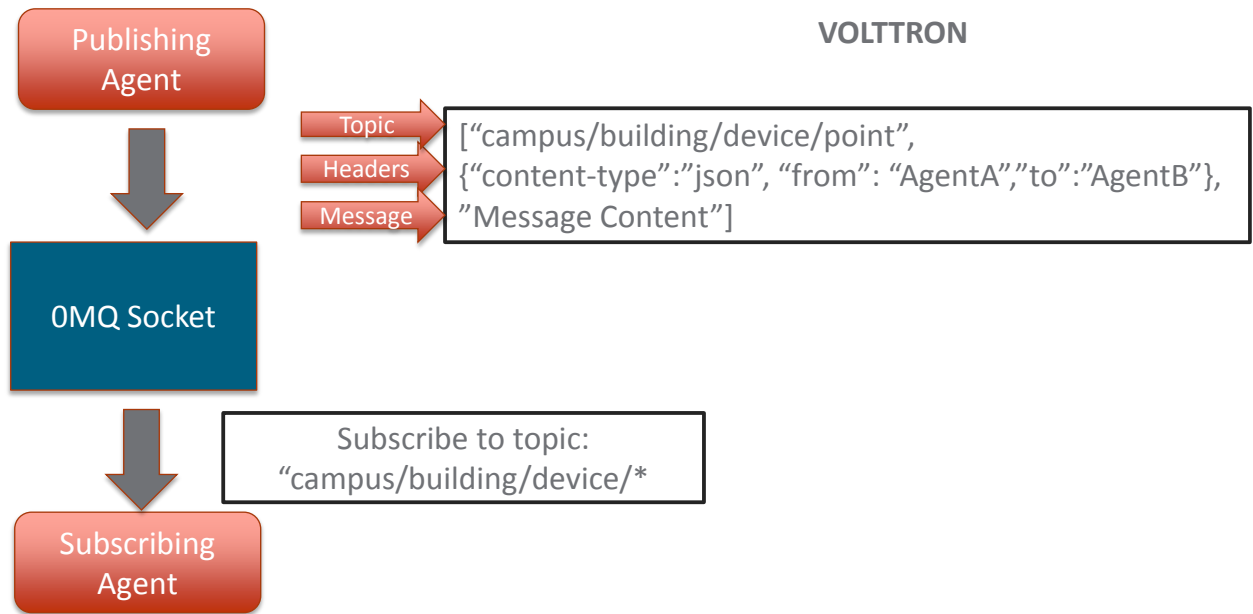 Publishing
Agent
VOLTTRON
Topic
Headers
Message
[“campus/building/device/point”,
{“content-type”:”json”, “from”: “AgentA”,”to”:”AgentB”},
”Message Content”]
0MQ Socket
Subscribe to topic:
“campus/building/device/*
Subscribing
Agent